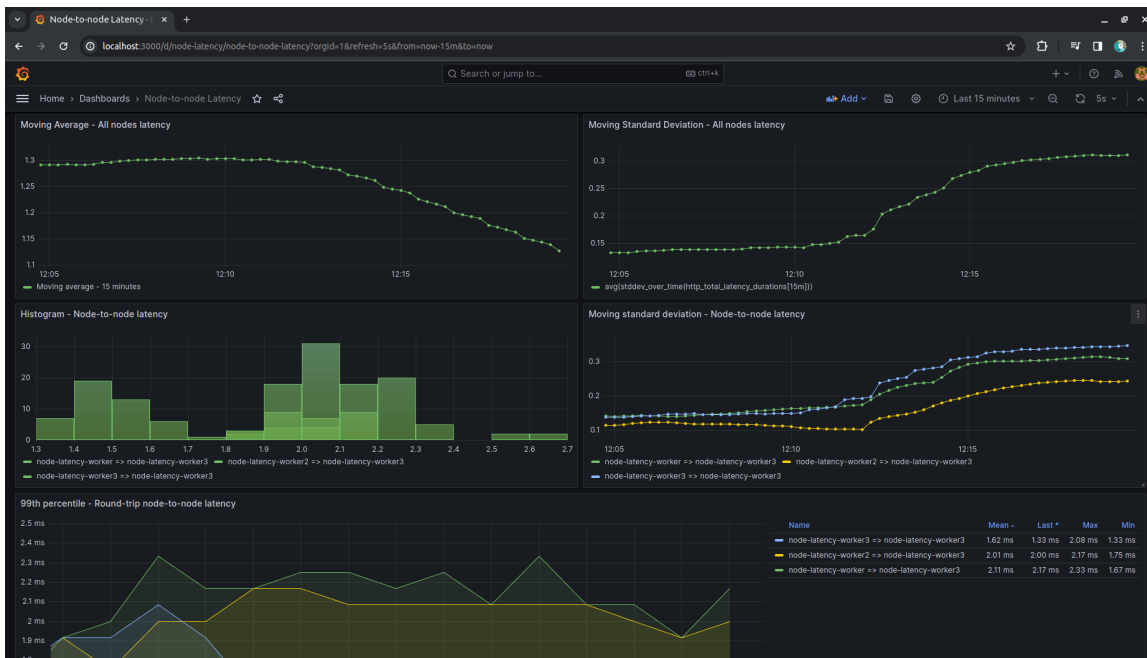 Node-to-node Latency - 
localhost:3000/d/node-latency/node-to-node-latency?orgId=1&refresh=5s&from=now-15m&to=now
Search or jump to... ctrl+k
Home > Dashboards > Node-to-node Latency Add Last 15 minutes 5s
Moving Average - All nodes latency
1.3
1.25
1.2
1.15
1.1
12:05 12:10 12:15
Moving average - 15 minutes
Moving Standard Deviation - All nodes latency
0.3
0.25
0.2
0.15
12:05 12:10 12:15
avg(stddev_over_time(http_total_latency_durations[15m]))
Histogram - Node-to-node latency
30
20
10
0
1.3 1.4 1.5 1.6 1.7 1.8 1.9 2.0 2.1 2.2 2.3 2.4 2.5 2.6 2.7
node-latency-worker => node-latency-worker3 node-latency-worker2 => node-latency-worker3
node-latency-worker3 => node-latency-worker3
Moving standard deviation - Node-to-node latency
0.3
0.2
0.1
12:05 12:10 12:15
node-latency-worker => node-latency-worker3 node-latency-worker2 => node-latency-worker3
node-latency-worker3 => node-latency-worker3
99th percentile - Round-trip node-to-node latency
2.5 ms
2.4 ms
2.3 ms
2.2 ms
2.1 ms
2 ms
1.9 ms
Name Mean Last * Max Min
node-latency-worker3 => node-latency-worker3 1.62 ms 1.33 ms 2.08 ms 1.33 ms
node-latency-worker2 => node-latency-worker3 2.01 ms 2.00 ms 2.17 ms 1.75 ms
node-latency-worker => node-latency-worker3 2.11 ms 2.17 ms 2.33 ms 1.67 ms